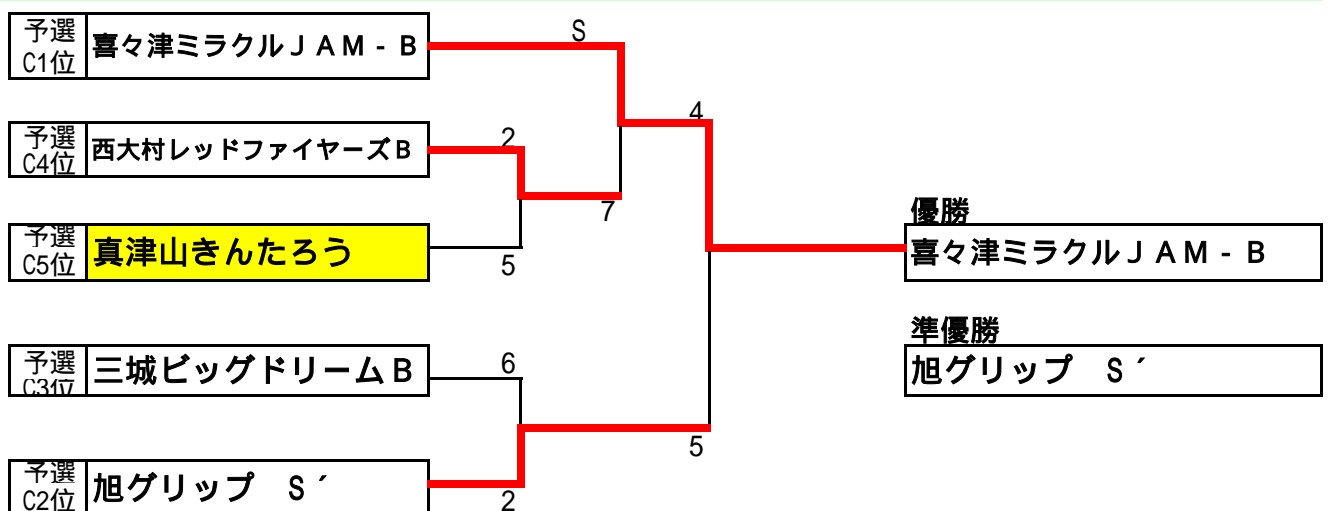 予選
C1位
喜々津ミラクルＪＡＭ-Ｂ
S
4
予選
C4位
西大村レッドファイヤーズＢ
2
7
予選
C5位
真津山きんたろう
5
優勝
喜々津ミラクルＪＡＭ-Ｂ
準優勝
旭グリップ　Ｓ´
予選
C3位
三城ビッグドリームＢ
6
5
予選
C2位
旭グリップ　Ｓ´
2